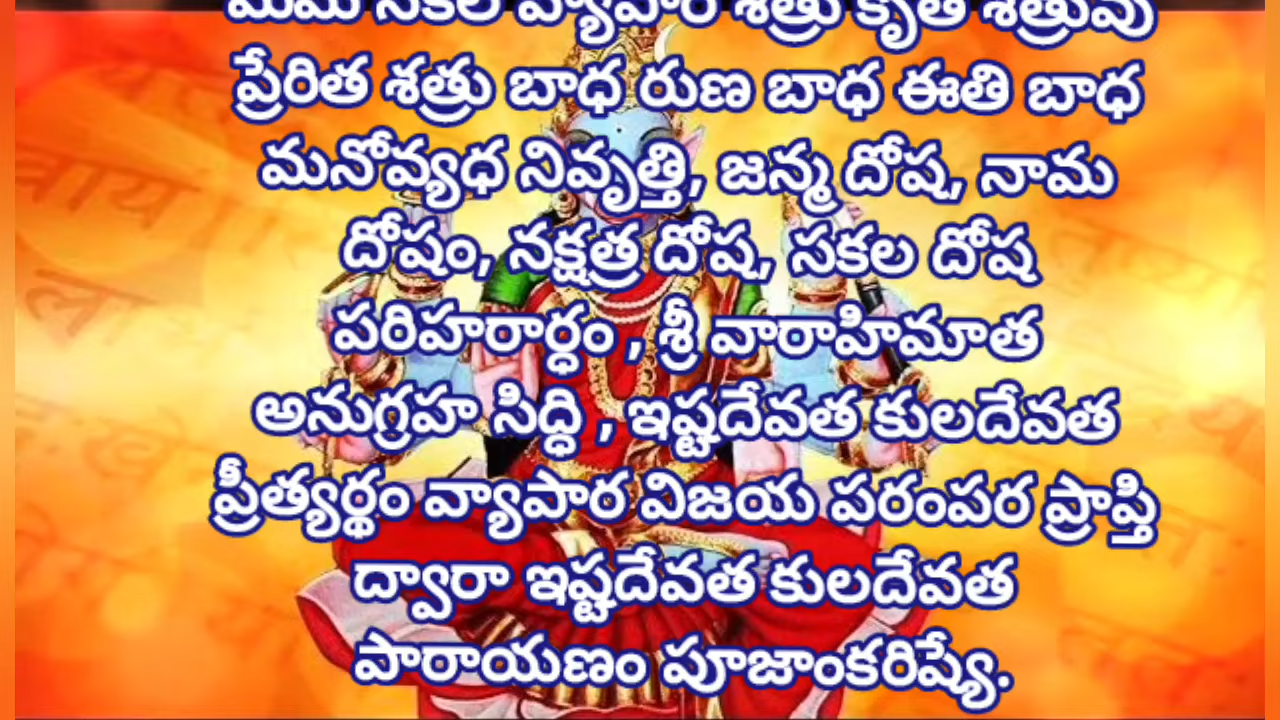 మమ సకల వ్యాపార శత్రు కృత శత్రువు
ప్రేరిత శత్రు బాధ రుణ బాధ ఈతి బాధ
మనోవ్యధ నివృత్తి, జన్మ దోష, నామ
దోషం, నక్షత్ర దోష, సకల దోష
పరిహరార్ధం , శ్రీ వారాహిమాత
అనుగ్రహ సిద్ధి , ఇష్టదేవత కులదేవత
ప్రీత్యర్థం వ్యాపార విజయ పరంపర ప్రాప్తి
ద్వారా ఇష్టదేవత కులదేవత
పారాయణం పూజాంకరిష్యే.